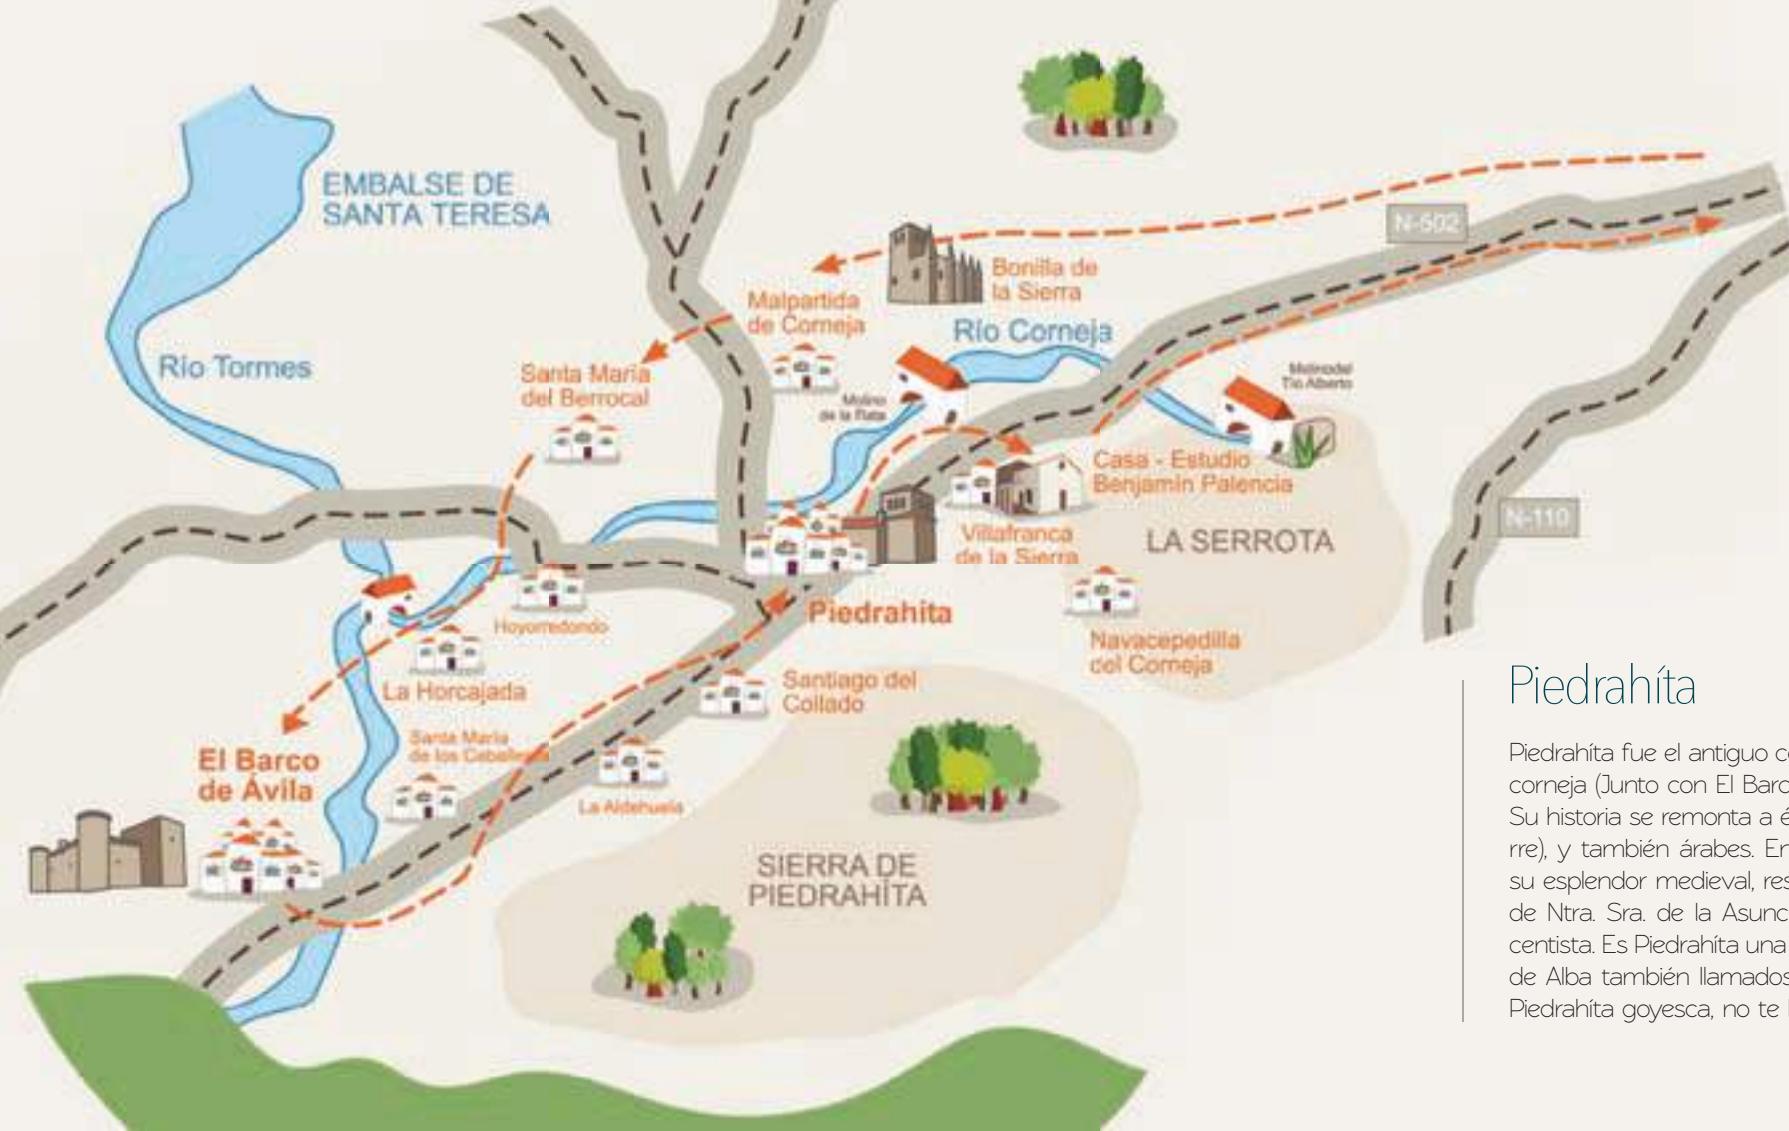 EMBALSE DE
SANTA TERESA
N-502
Bonilla de
la Sierra
Malpartida
de Corneja
Río Corneja
Río Tormes
Santa María
del Berrocal
Molino
de la Rata
Molinodel
Tío Alberto
Casa - Estudio
Benjamín Palencia
N-110
Villafranca
de la Sierra
LA SERROTA
Piedrahita
Hoyorredondo
Navacepedilla
del Corneja
La Horcajada
Santiago del
Collado
Santa María
de los Caballeros
El Barco
de Ávila
La Aldehuela
SIERRA DE
PIEDRAHÍTA
Piedrahíta
Piedrahíta fue el antiguo c
corneja (Junto con El Barc
Su historia se remonta a é
rre), y también árabes. En
su esplendor medieval, res
de Ntra. Sra. de la Asunc
centista. Es Piedrahíta una
de Alba también llamados
Piedrahíta goyesca, no te